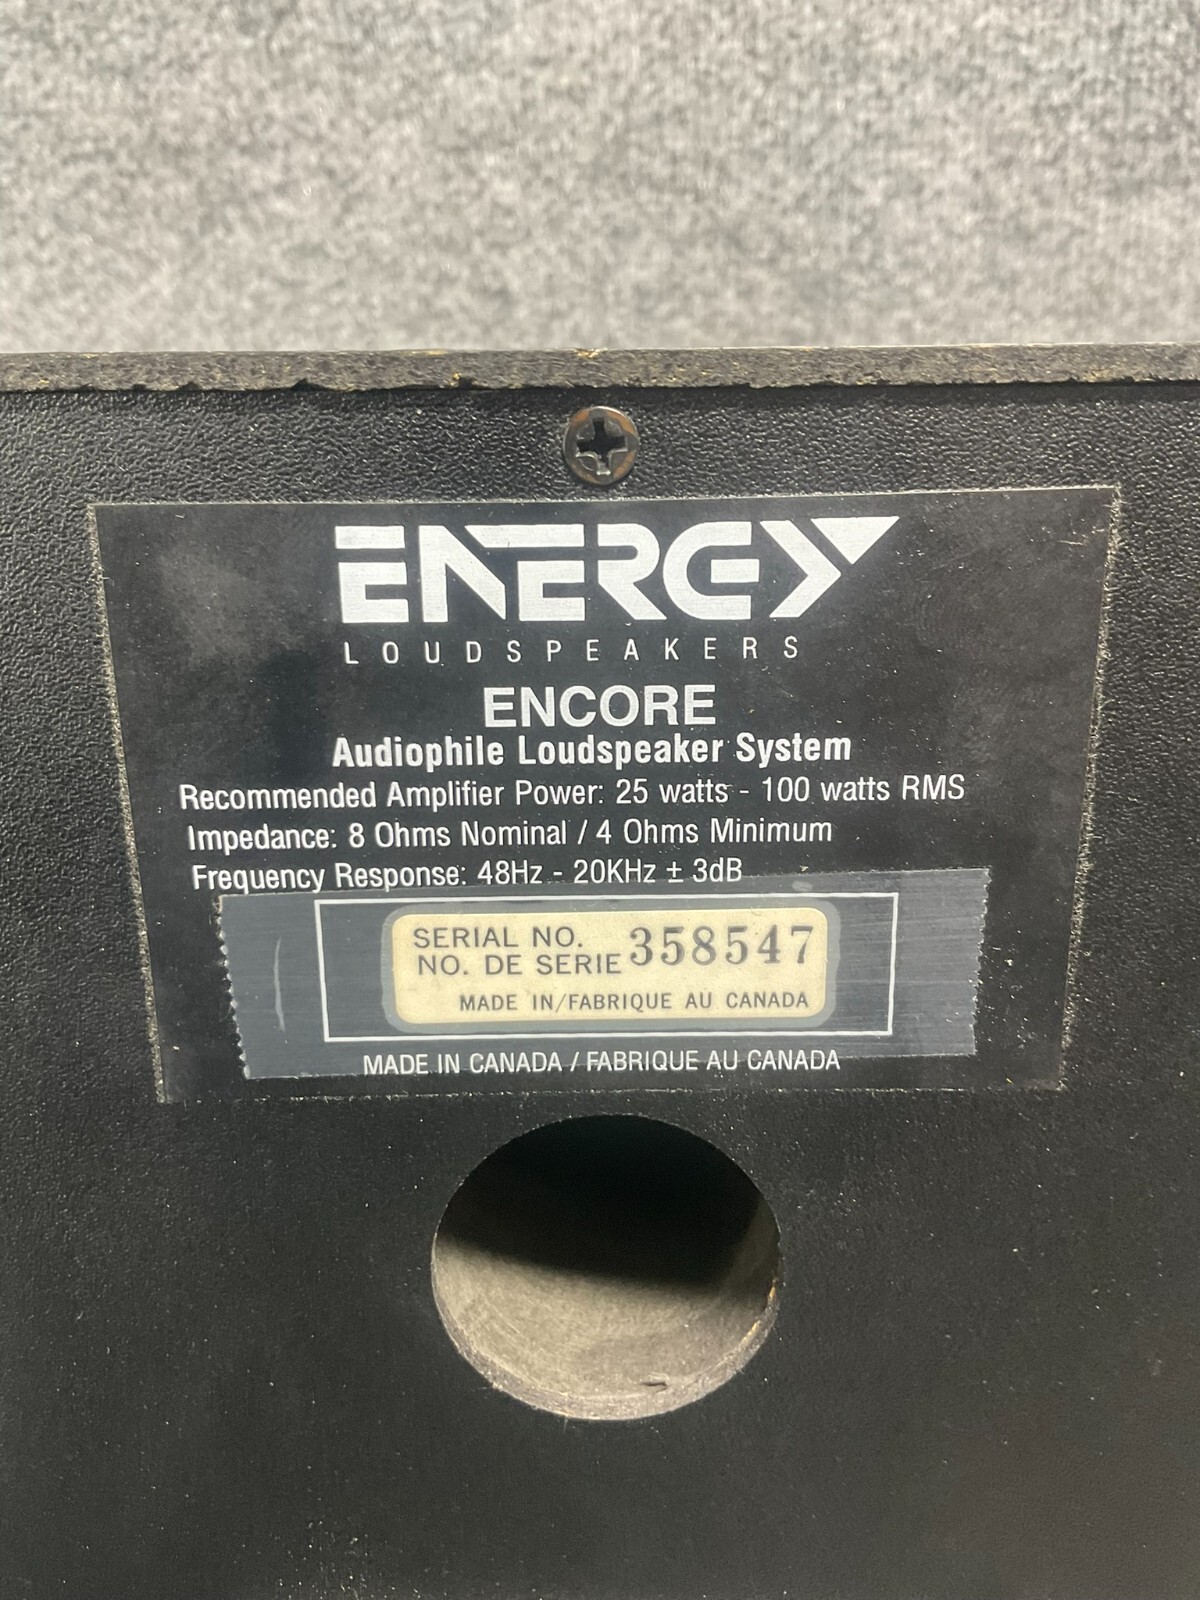 ENERGY
LOUDSPEAKERS
ENCORE
Audiophile Loudspeaker System
Recommended Amplifier Power: 25 watts - 100 watts RMS
Impedance: 8 Ohms Nominal / 4 Ohms Minimum
Frequency Response: 48Hz - 20KHz ± 3dB
SERIAL NO.
NO. DE SERIE 358547
MADE IN/FABRIQUE AU CANADA
MADE IN CANADA / FABRIQUE AU CANADA